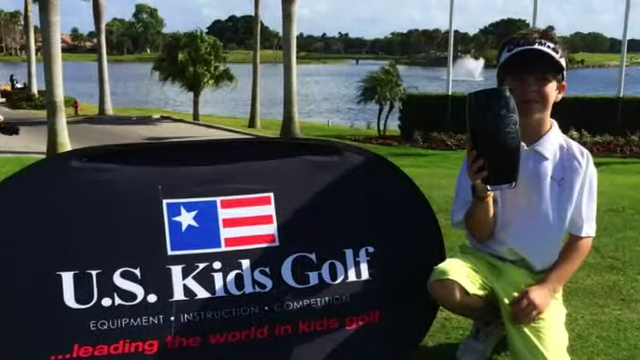 U.S. Kids Golf
EQUIPMENT • INSTRUCTION • COMPETITION
...leading the world in kids golf